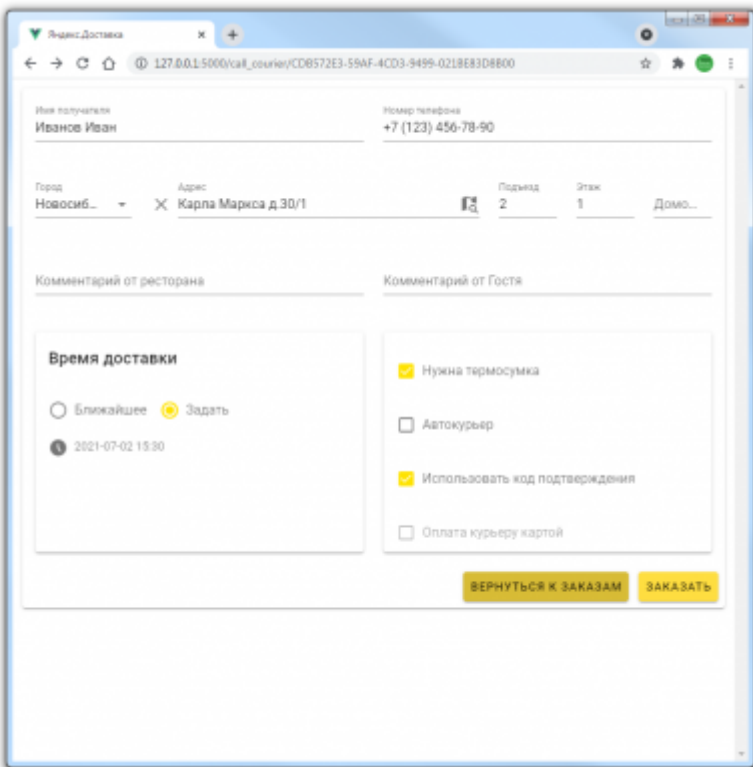 Яндекс.Доставка
127.0.0.1:5000/call_courier/CDB572E3-59AF-4CD3-9499-021BE83D8B00
Имя получателя Номер телефона
Иванов Иван +7 (123) 456-78-90
Город Адрес Подъезд Этаж
Новосиб... Карла Маркса д.30/1 2 1 Домо...
Комментарий от ресторана Комментарий от Гостя
Время доставки
Нужна термосумка
Ближайшее Задать
Автокурьер
2021-07-02 15:30
Использовать код подтверждения
Оплата курьеру картой
ВЕРНУТЬСЯ К ЗАКАЗАМ ЗАКАЗАТЬ